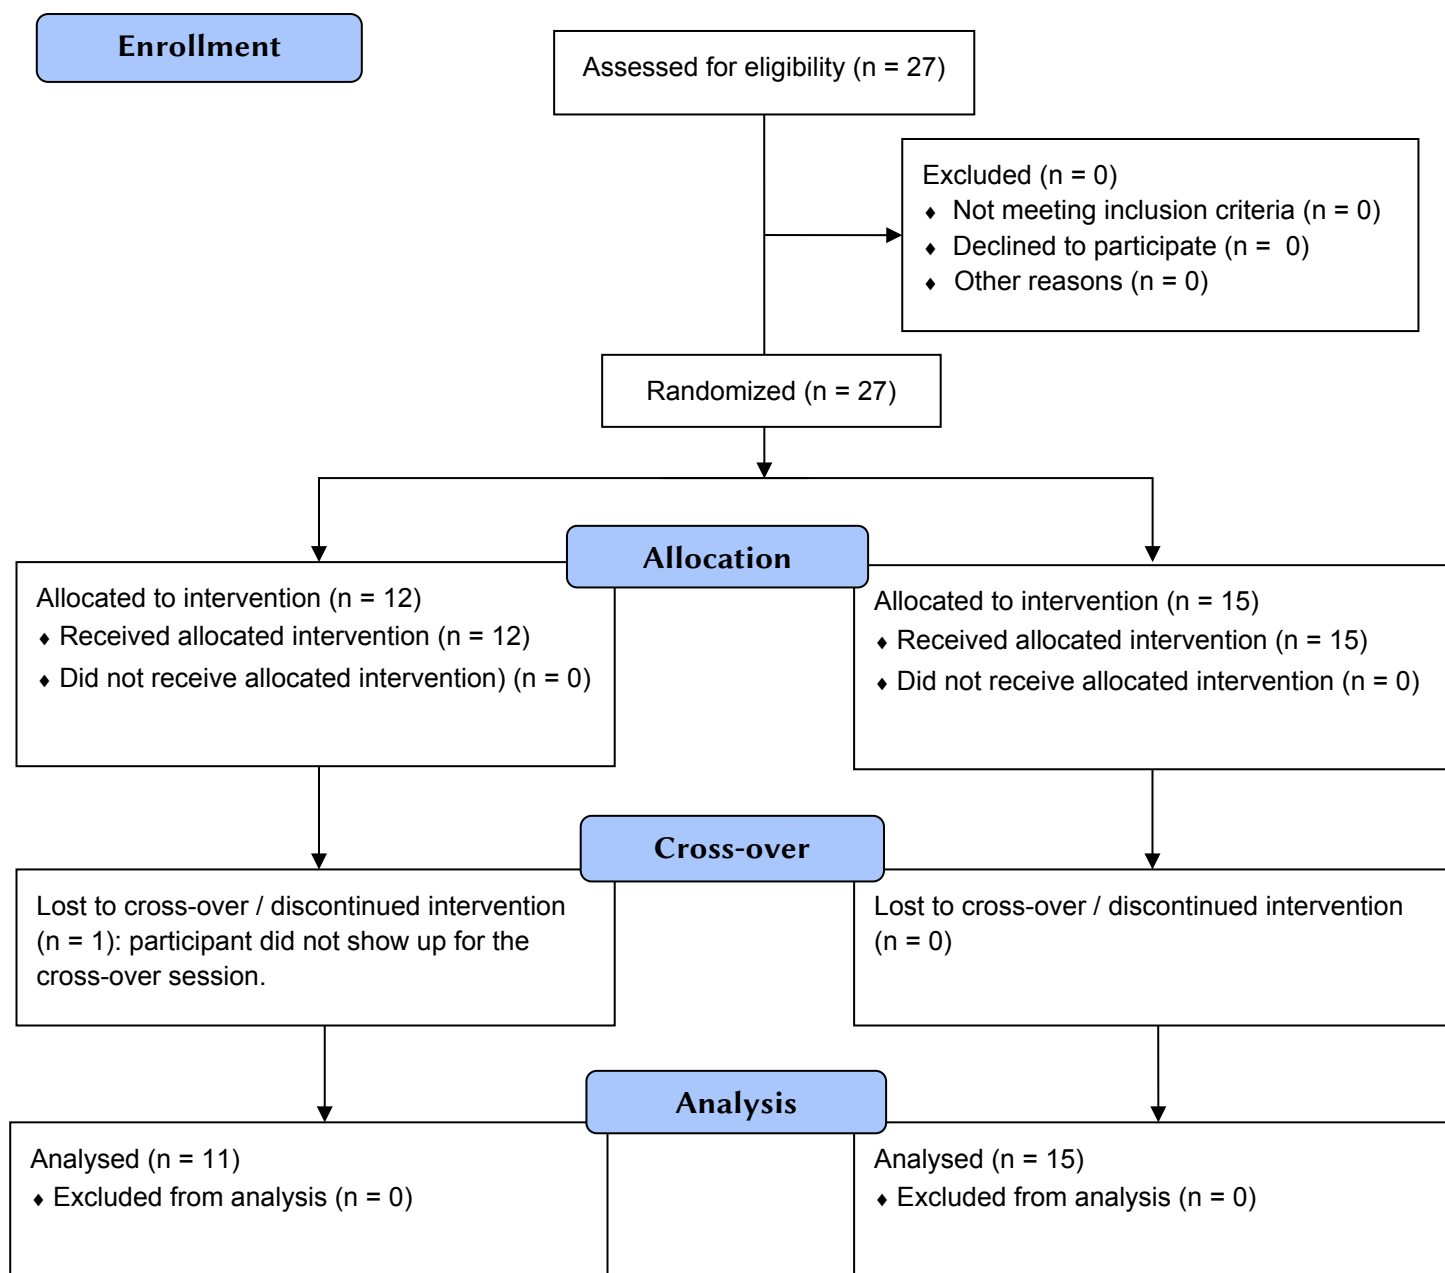 Enrollment
Assessed for eligibility (n = 27)
Excluded (n = 0)
♦ Not meeting inclusion criteria (n = 0)
♦ Declined to participate (n =  0)
♦ Other reasons (n = 0)
Randomized (n = 27)
Allocation
Allocated to intervention (n = 12)
♦ Received allocated intervention (n = 12)
♦ Did not receive allocated intervention) (n = 0)
Allocated to intervention (n = 15)
♦ Received allocated intervention (n = 15)
♦ Did not receive allocated intervention (n = 0)
Cross-over
Lost to cross-over / discontinued intervention
(n = 1): participant did not show up for the
cross-over session.
Lost to cross-over / discontinued intervention
(n = 0)
Analysis
Analysed (n = 11)
♦ Excluded from analysis (n = 0)
Analysed (n = 15)
♦ Excluded from analysis (n = 0)